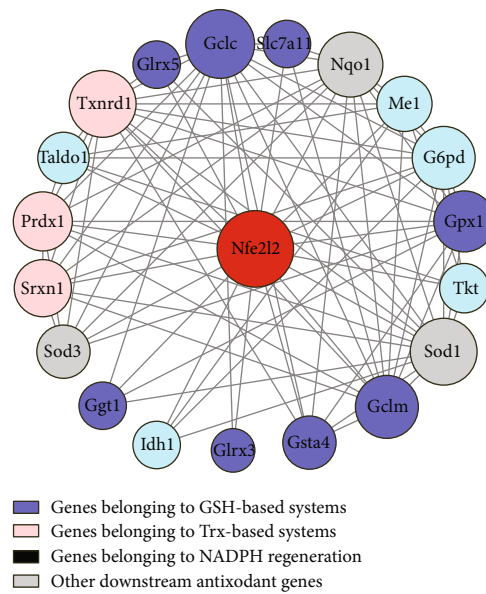 Gclc
Slc7a11
Glrx5
Nqo1
Txnrd1
Me1
Taldo1
G6pd
Prdx1
Gpx1
Nfe2l2
Srxn1
Tkt
Sod3
Sod1
Ggt1
Gclm
Idh1
Glrx3
Gsta4
Genes belonging to GSH-based systems
Genes belonging to Trx-based systems
Genes belonging to NADPH regeneration
Other downstream antixodant genes